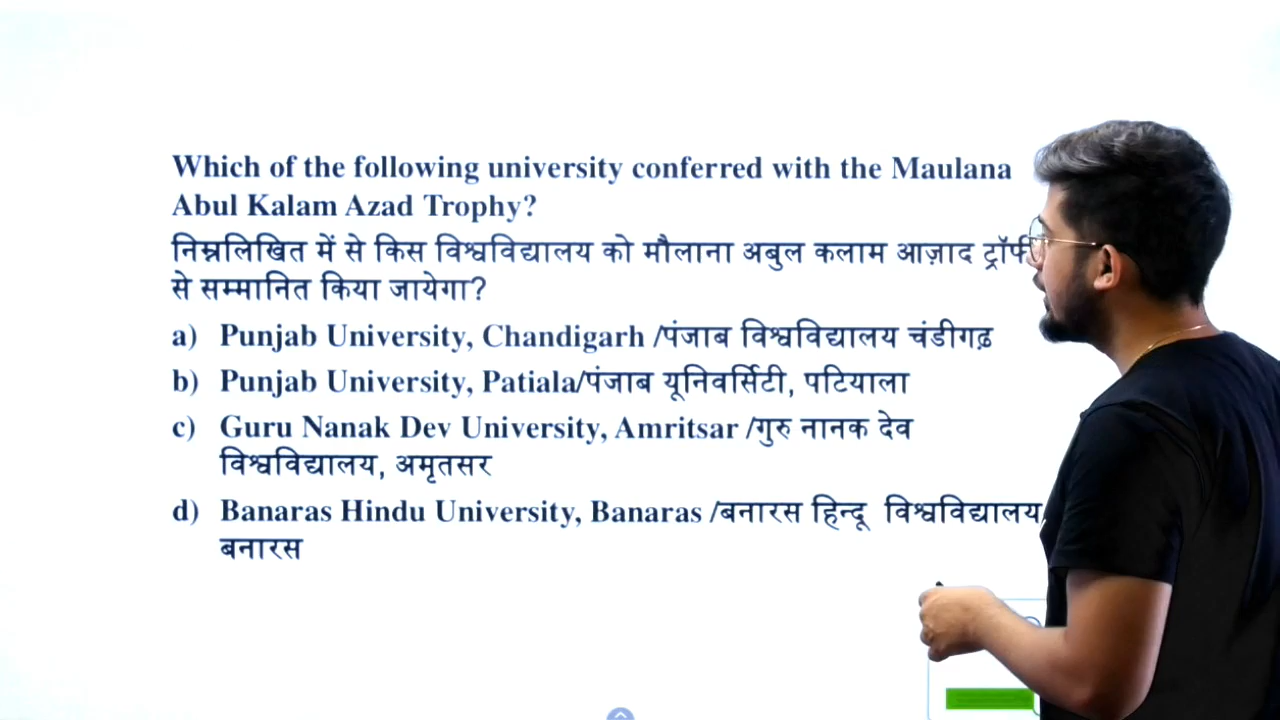 Which of the following university conferred with the Maulana
Abul Kalam Azad Trophy?
निम्नलिखित में से किस विश्वविद्यालय को मौलाना अबुल कलाम आज़ाद
से सम्मानित किया जायेगा?
a) Punjab University, Chandigarh /पंजाब विश्वविद्यालय चंडीगढ़
b) Punjab University, Patiala/पंजाब यूनिवर्सिटी, पटियाला
c) Guru Nanak Dev University, Amritsar /गुरु नानक देव
विश्वविद्यालय, अमृतसर
d) Banaras Hindu University, Banaras /बनारस हिन्दू विश्वविद्यालय
बनारस